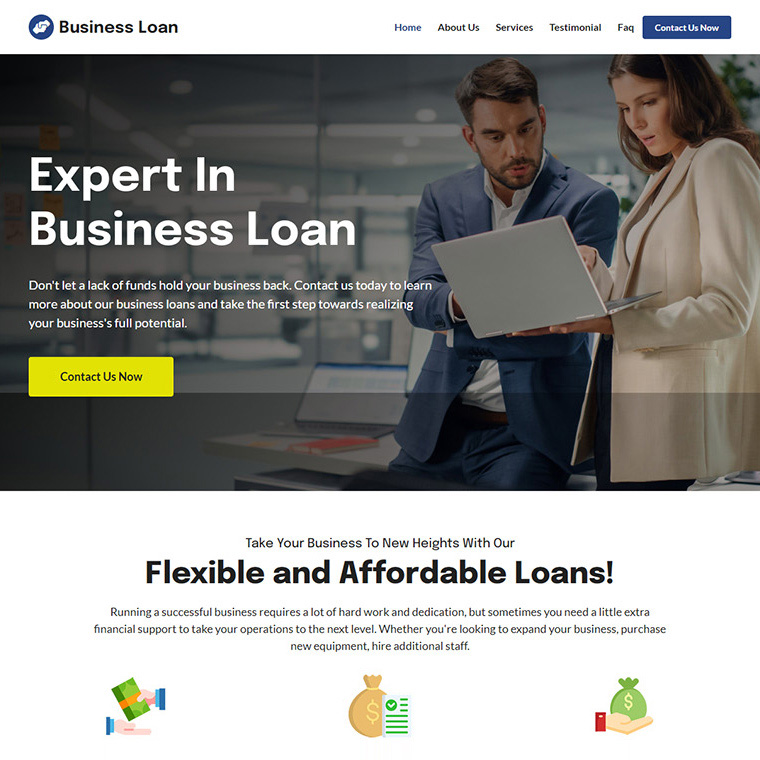 Business Loan
Home About Us Services Testimonial Faq Contact Us Now
Expert In
Business Loan
Don't let a lack of funds hold your business back. Contact us today to learn
more about our business loans and take the first step towards realizing
your business's full potential.
Contact Us Now
Take Your Business To New Heights With Our
Flexible and Affordable Loans!
Running a successful business requires a lot of hard work and dedication, but sometimes you need a little extra
financial support to take your operations to the next level. Whether you're looking to expand your business, purchase
new equipment, hire additional staff.